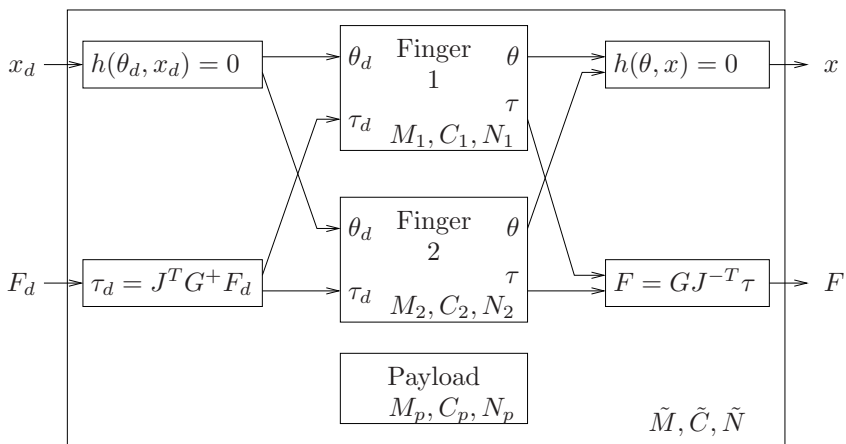 x_d
h(θ_d, x_d) = 0
θ_d Finger θ
1
τ_d τ
M_1, C_1, N_1
h(θ, x) = 0
x
F_d
τ_d = J^T G^+ F_d
θ_d Finger θ
2
τ_d τ
M_2, C_2, N_2
F = GJ^{-T} τ
F
Payload
M_p, C_p, N_p
M̃, C̃, Ñ